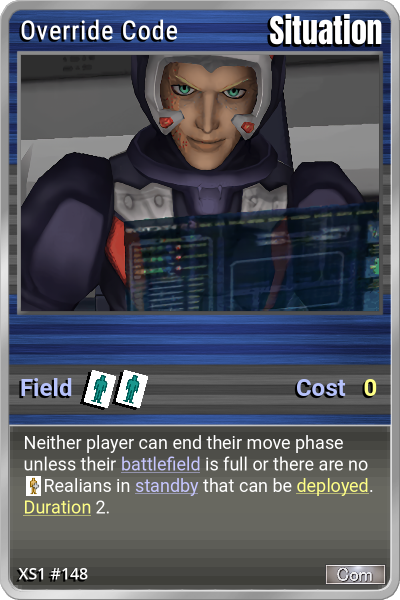 Override Code
Situation
Field
Cost 0
Neither player can end their move phase
unless their battlefield is full or there are no
Realians in standby that can be deployed.
Duration 2.
XS1 #148
Com